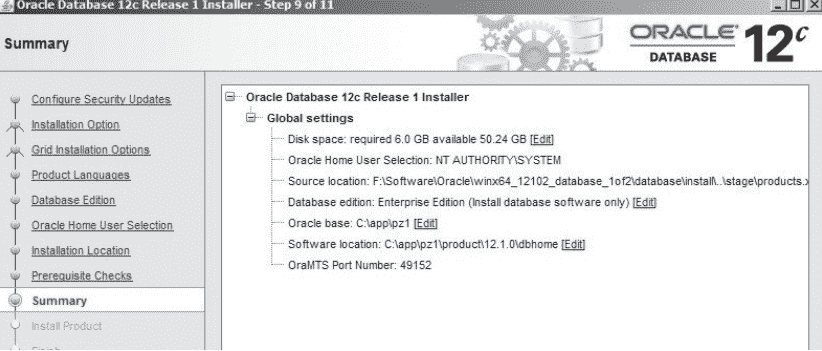 Oracle Database 12c Release 1 Installer - Step 9 of 11
Summary
ORACLE
DATABASE
12c
Configure Security Updates
Installation Option
Grid Installation Options
Product Languages
Database Edition
Oracle Home User Selection
Installation Location
Prerequisite Checks
Summary
Install Product
Finish
Oracle Database 12c Release 1 Installer
Global settings
Disk space: required 6.0 GB available 50.24 GB [Edit]
Oracle Home User Selection: NT AUTHORITY\SYSTEM
Source location: F:\Software\Oracle\winx64_12102_database_1of2\database\install\..\stage\products.x
Database edition: Enterprise Edition (Install database software only) [Edit]
Oracle base: C:\app\pz1 [Edit]
Software location: C:\app\pz1\product\12.1.0\dbhome [Edit]
OraMTS Port Number: 49152